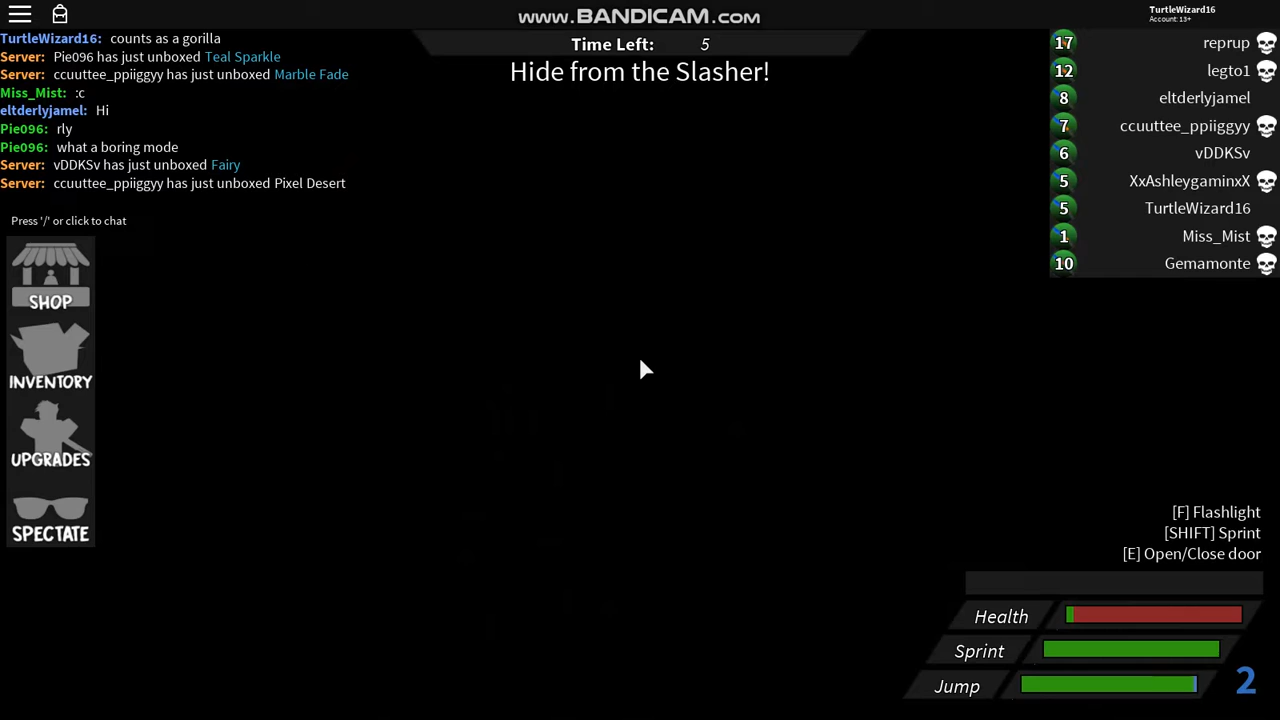 www.BANDICAM.com
TurtleWizard16
Account: 13+
TurtleWizard16: counts as a gorilla
Server: Pie096 has just unboxed Teal Sparkle
Server: ccuuttee_ppiiggyy has just unboxed Marble Fade
Miss_Mist: :c
eltderlyjamel: Hi
Pie096: rly
Pie096: what a boring mode
Server: vDDKSv has just unboxed Fairy
Server: ccuuttee_ppiiggyy has just unboxed Pixel Desert
Press '/' or click to chat
Time Left: 5
Hide from the Slasher!
17 reprup
12 legto1
8 eltderlyjamel
7 ccuuttee_ppiiggyy
6 vDDKSv
5 XxAshleygaminxX
5 TurtleWizard16
1 Miss_Mist
10 Gemamonte
SHOP
INVENTORY
UPGRADES
SPECTATE
[F] Flashlight
[SHIFT] Sprint
[E] Open/Close door
Health
Sprint
Jump
2